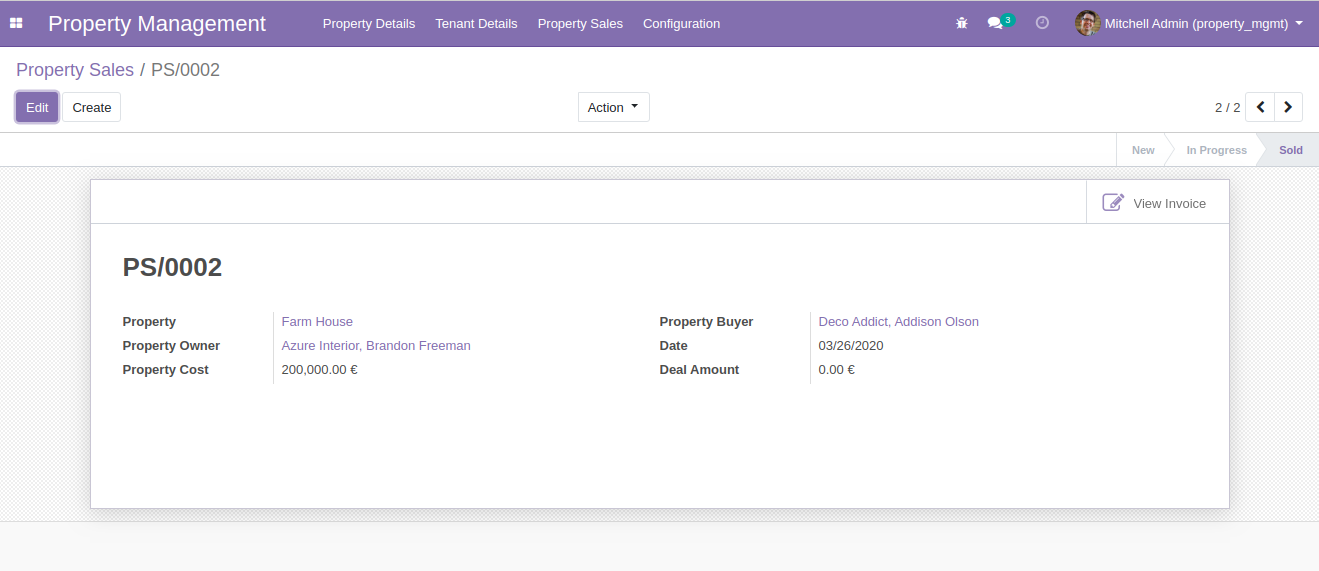 Property Management Property Details Tenant Details Property Sales Configuration 3 Mitchell Admin (property_mgmt)
Property Sales / PS/0002
Edit Create Action 2 / 2
New In Progress Sold
View Invoice
PS/0002
Property Farm House Property Buyer Deco Addict, Addison Olson
Property Owner Azure Interior, Brandon Freeman Date 03/26/2020
Property Cost 200,000.00 € Deal Amount 0.00 €